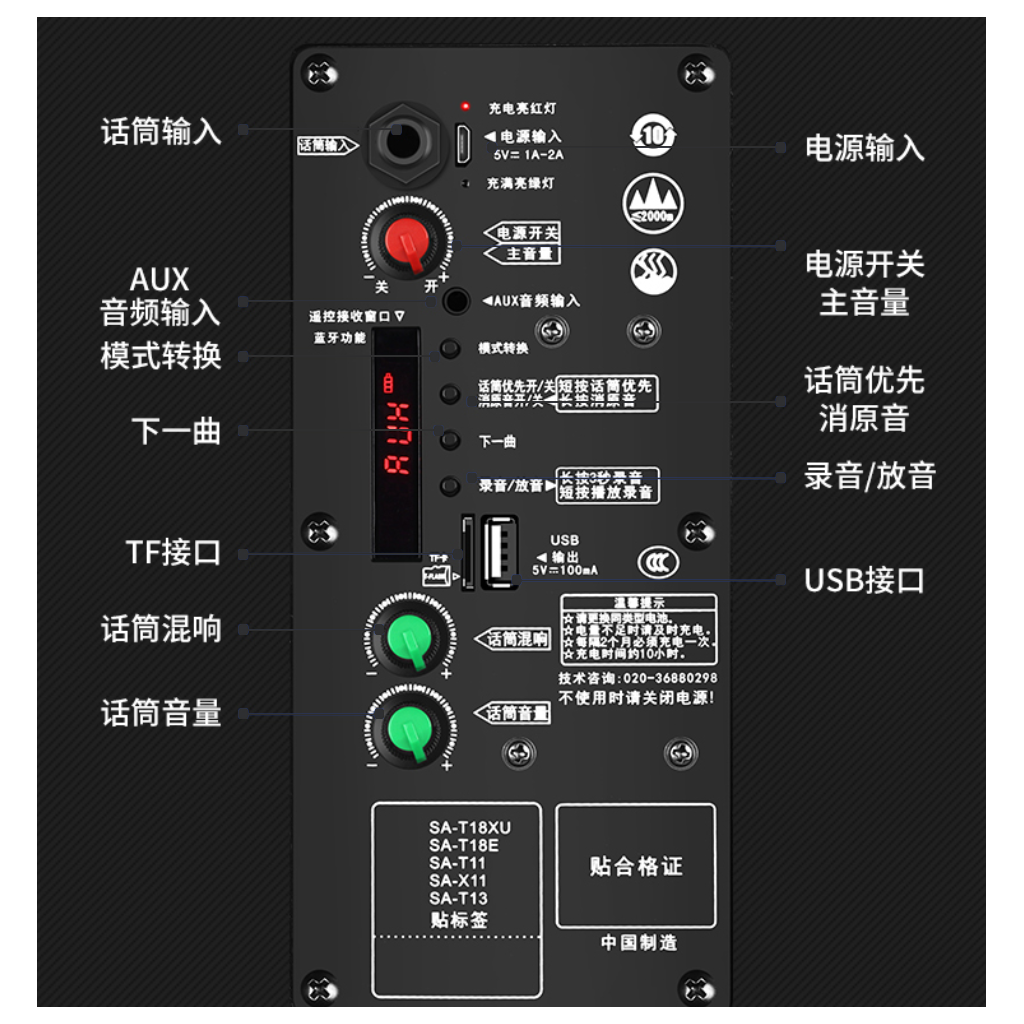 话筒输入
AUX
音频输入
模式转换
下一曲
TF接口
话筒混响
话筒音量
充电亮红灯
话筒输入
◀电源输入
5V⎓1A-2A
充满亮绿灯
10
≤2000m
电源开关
主音量
关
开
◀AUX音频输入
遥控接收窗口▽
蓝牙功能
模式转换
话筒优先开/关 短按话筒优先
消原音开/关◀长按消原音
下一曲
长按3秒录音
录音/放音▶
短按播放录音
AUX
USB
◀输出
5V⎓100mA
TF卡
CCC
温馨提示
☆请更换同类型电池。
☆电量不足时请及时充电。
☆每隔2个月必须充电一次。
☆充电时间约10小时。
话筒混响
技术咨询:020-36880298
不使用时请关闭电源!
话筒音量
SA-T18XU
SA-T18E
SA-T11
SA-X11
SA-T13
贴标签
贴合格证
中国制造
电源输入
电源开关
主音量
话筒优先
消原音
录音/放音
USB接口